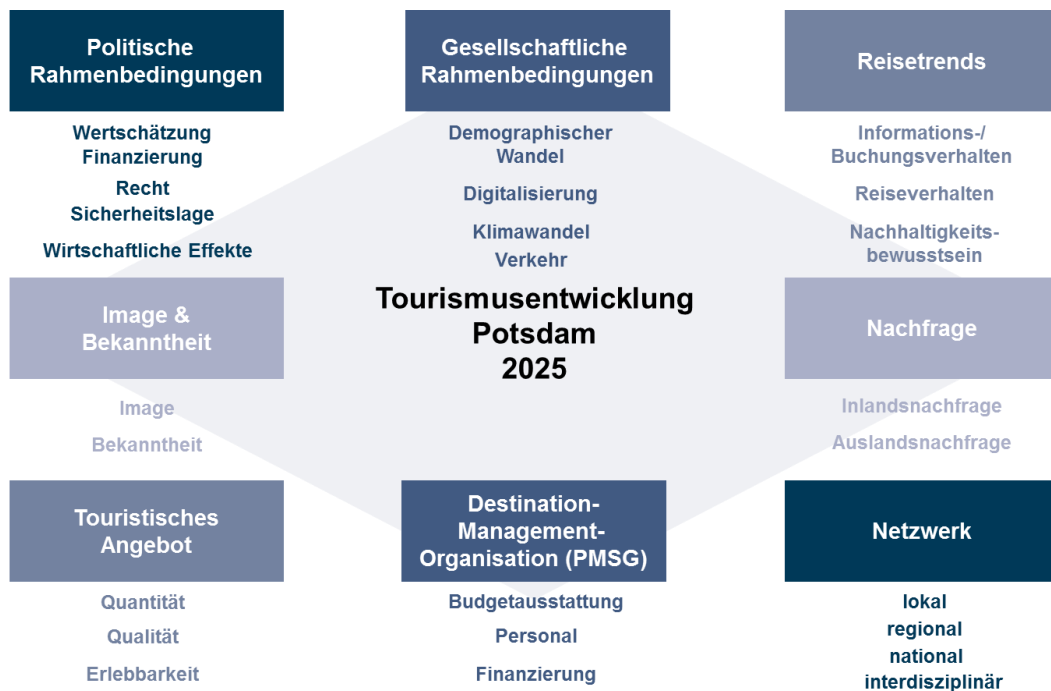 Politische
Rahmenbedingungen
Wertschätzung
Finanzierung
Recht
Sicherheitslage
Wirtschaftliche Effekte
Gesellschaftliche
Rahmenbedingungen
Demographischer
Wandel
Digitalisierung
Klimawandel
Verkehr
Reisetrends
Informations-/
Buchungsverhalten
Reiseverhalten
Nachhaltigkeits-
bewusstsein
Image &
Bekanntheit
Image
Bekanntheit
Tourismusentwicklung
Potsdam
2025
Nachfrage
Inlandsnachfrage
Auslandsnachfrage
Touristisches
Angebot
Quantität
Qualität
Erlebbarkeit
Destination-
Management-
Organisation (PMSG)
Budgetausstattung
Personal
Finanzierung
Netzwerk
lokal
regional
national
interdisziplinär